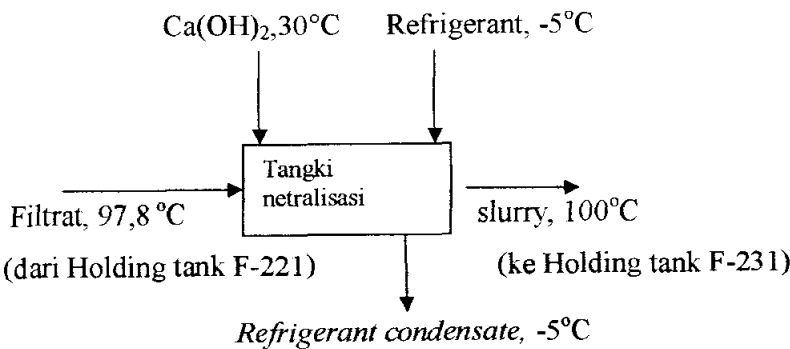 Ca(OH)₂,30°C
Refrigerant, -5°C
Tangki
netralisasi
Filtrat, 97,8 °C
(dari Holding tank F-221)
slurry, 100°C
(ke Holding tank F-231)
Refrigerant condensate, -5°C